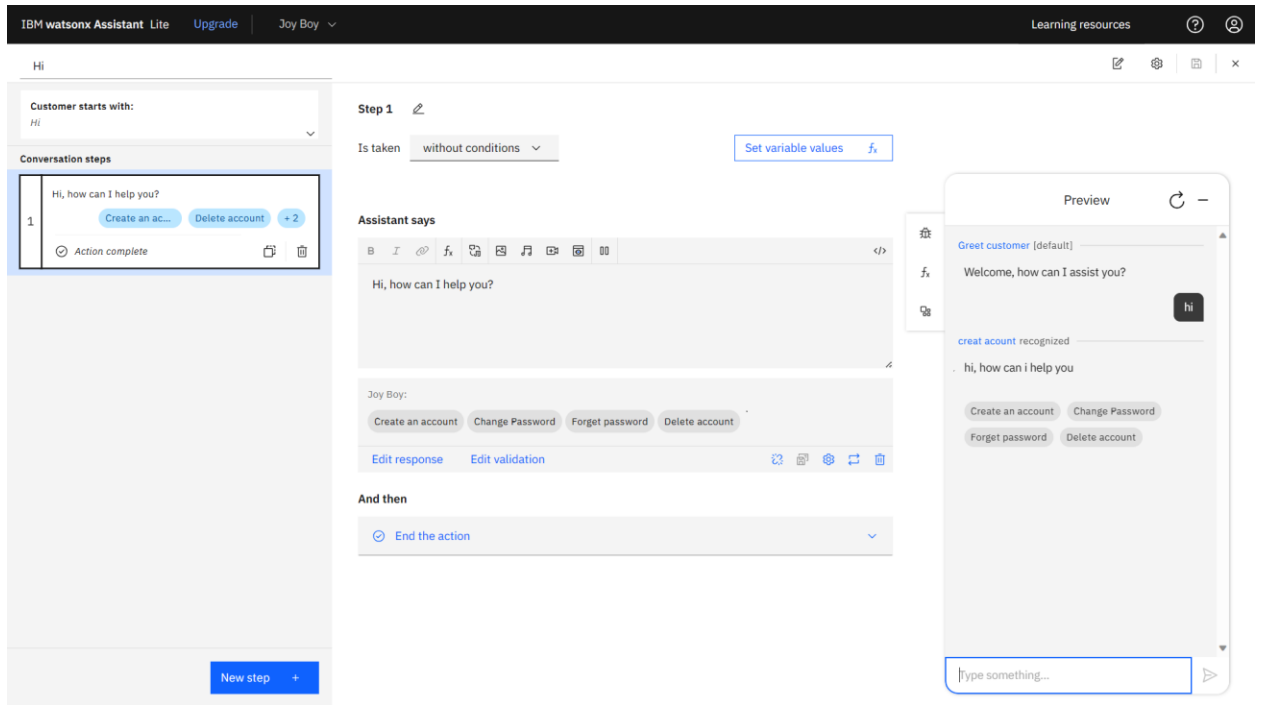 IBM watsonx Assistant Lite Upgrade Joy Boy Learning resources
Hi
Customer starts with:
Hi
Conversation steps
1
Hi, how can I help you?
Create an ac... Delete account + 2
Action complete
New step +
Step 1
Is taken without conditions Set variable values fx
Assistant says
B I fx </>
Hi, how can I help you?
Joy Boy:
Create an account Change Password Forget password Delete account
Edit response Edit validation
And then
End the action
fx
Preview
Greet customer [default]
Welcome, how can I assist you?
hi
creat acount recognized
. hi, how can i help you
Create an account Change Password
Forget password Delete account
Type something...